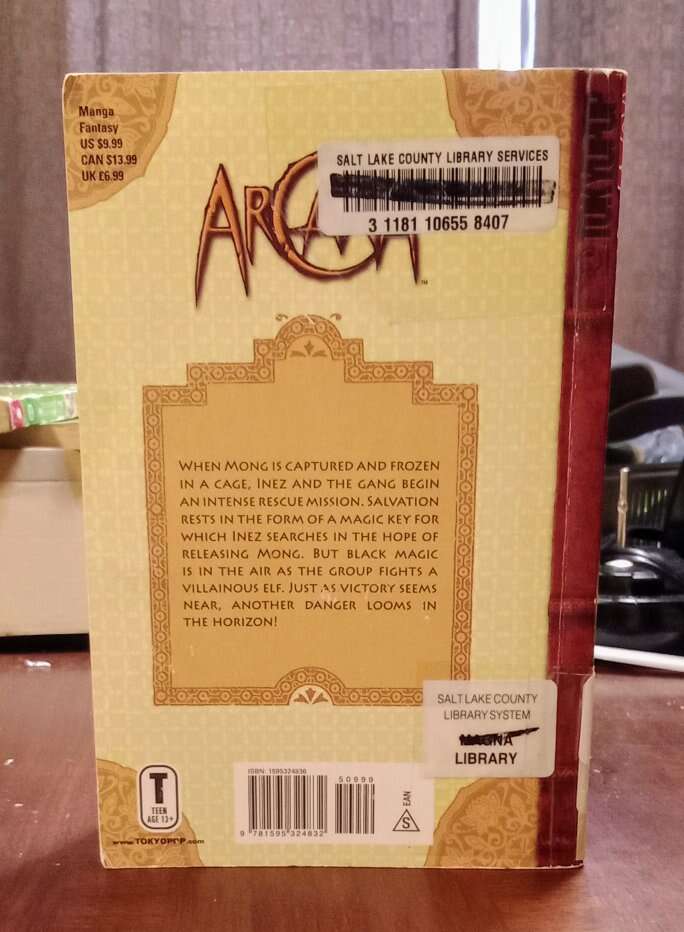 Manga
Fantasy
US $9.99
CAN $13.99
UK £6.99
SALT LAKE COUNTY LIBRARY SERVICES
3 1181 10655 8407
ARCANA™
TOKYOPOP
WHEN MONG IS CAPTURED AND FROZEN
IN A CAGE, INEZ AND THE GANG BEGIN
AN INTENSE RESCUE MISSION. SALVATION
RESTS IN THE FORM OF A MAGIC KEY FOR
WHICH INEZ SEARCHES IN THE HOPE OF
RELEASING MONG. BUT BLACK MAGIC
IS IN THE AIR AS THE GROUP FIGHTS A
VILLAINOUS ELF. JUST AS VICTORY SEEMS
NEAR, ANOTHER DANGER LOOMS IN
THE HORIZON!
SALT LAKE COUNTY
LIBRARY SYSTEM
MAGNA
LIBRARY
T
TEEN
AGE 13+
www.TOKYOPOP.com
ISBN: 1595324836
50999
9 781595 324832
EAN
S